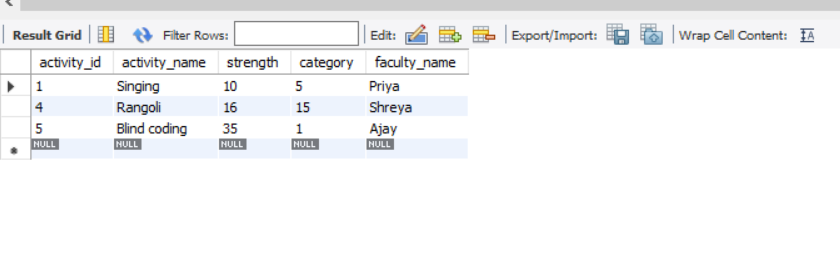 Result Grid Filter Rows: Edit: Export/Import: Wrap Cell Content: IA
activity_id activity_name strength category faculty_name
1 Singing 10 5 Priya
4 Rangoli 16 15 Shreya
5 Blind coding 35 1 Ajay
NULL NULL NULL NULL NULL